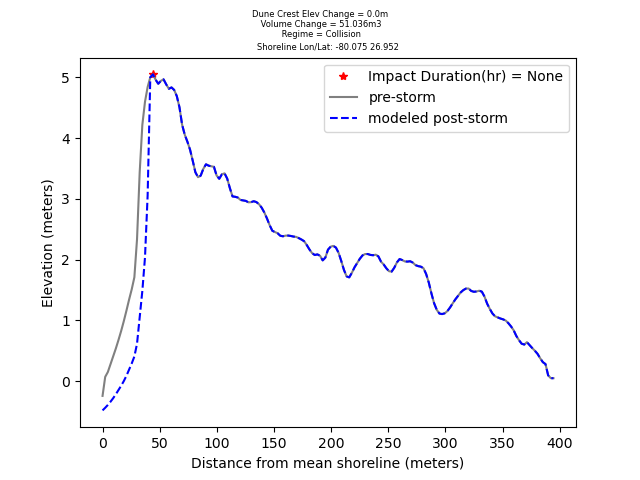 Dune Crest Elev Change = 0.0m
Volume Change = 51.036m3
Regime = Collision
Shoreline Lon/Lat: -80.075 26.952
Impact Duration(hr) = None
pre-storm
modeled post-storm
Elevation (meters)
5
4
3
2
1
0
0 50 100 150 200 250 300 350 400
Distance from mean shoreline (meters)